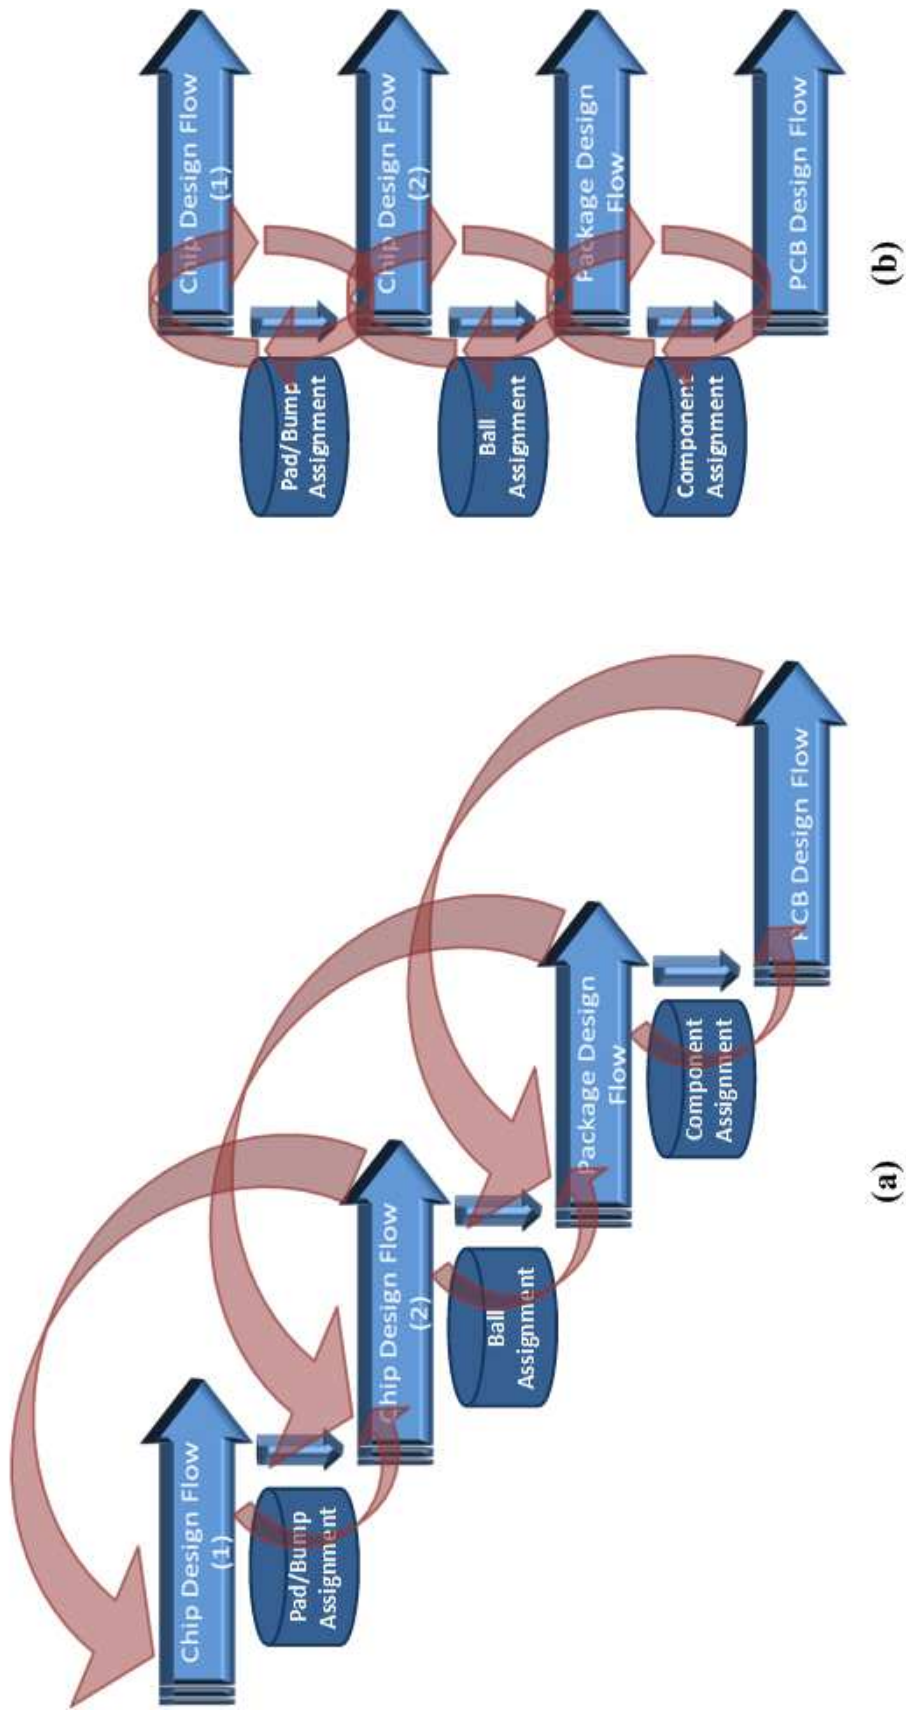 Chip Design Flow
(1)
Pad/Bump
Assignment
Chip Design Flow
(2)
Ball
Assignment
Package Design
Flow
Component
Assignment
PCB Design Flow
(a)
Chip Design Flow
(1)
Pad/Bump
Assignment
Chip Design Flow
(2)
Ball
Assignment
Package Design
Flow
Component
Assignment
PCB Design Flow
(b)